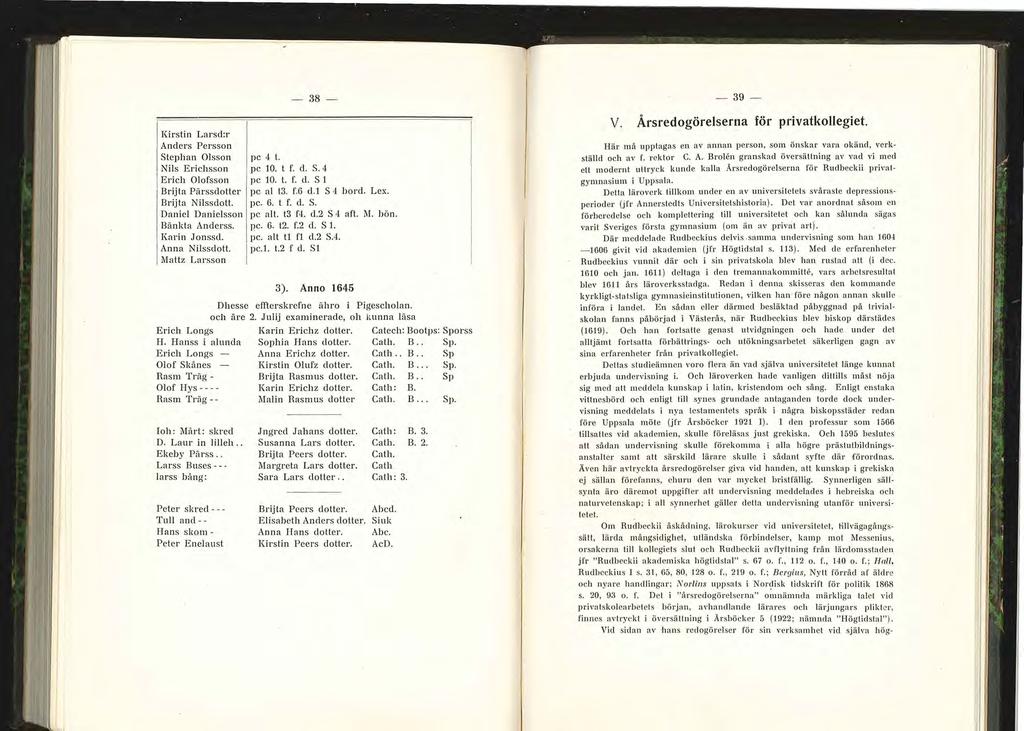 — 38 —
Kirstin Larsd:r
Anders Persson
Stephan Olsson pc 4 t.
Nils Erichsson pc 10. t f. d. S. 4
Erich Olofsson pc 10. t. f. d. S 1
Brijta Pärssdotter pc al t3. f.6 d.1 S 4 bord. Lex.
Brijta Nilssdott. pc. 6. t f. d. S.
Daniel Danielsson pc alt. t3 f4. d.2 S 4 aft. M. bön.
Bänkta Anderss. pc. 6. t2. f.2 d. S 1.
Karin Jonssd. pc. alt t1 f1 d.2 S.4.
Anna Nilssdott. pc.1. t.2 f d. S1
Mattz Larsson
3). Anno 1645
Dhesse effterskrefne ähro i Pigescholan.
och äre 2. Julij examinerade, oh kunna läsa
Erich Longs Karin Erichz dotter. Catech: Bootps: Sporss
H. Hanss i alunda Sophia Hans dotter. Cath. B . . Sp.
Erich Longs — Anna Erichz dotter. Cath . . B . . Sp
Olof Skånes — Kirstin Olufz dotter. Cath. B . . . Sp.
Rasm Träg - Brijta Rasmus dotter. Cath. B . . Sp
Olof Hys - - - - Karin Erichz dotter. Cath: B.
Rasm Träg - - Malin Rasmus dotter Cath. B . . . Sp.
Ioh: Mårt: skred Jngred Jahans dotter. Cath: B. 3.
D. Laur in lilleh . . Susanna Lars dotter. Cath. B. 2.
Ekeby Pärss . . Brijta Peers dotter. Cath.
Larss Buses - - - Margreta Lars dotter. Cath
larss bång: Sara Lars dotter . . Cath: 3.
Peter skred - - - Brijta Peers dotter. Abcd.
Tull and - - Elisabeth Anders dotter. Siuk
Hans skom - Anna Hans dotter. Abc.
Peter Enelaust Kirstin Peers dotter. AcD.
— 39 —
V. Årsredogörelserna för privatkollegiet.
Här må upptagas en av annan person, som önskar vara okänd, verk-
ställd och av f. rektor C. A. Brolén granskad översättning av vad vi med
ett modernt uttryck kunde kalla Årsredogörelserna för Rudbeckii privat-
gymnasium i Uppsala.
Detta läroverk tillkom under en av universitetets svåraste depressions-
perioder (jfr Annerstedts Universitetshistoria). Det var anordnat såsom en
förberedelse och komplettering till universitetet och kan sålunda sägas
varit Sveriges första gymnasium (om än av privat art).
Där meddelade Rudbeckius delvis samma undervisning som han 1604
—1606 givit vid akademien (jfr Högtidstal s. 113). Med de erfarenheter
Rudbeckius vunnit där och i sin privatskola blev han rustad att (i dec.
1610 och jan. 1611) deltaga i den tremannakommitté, vars arbetsresultat
blev 1611 års läroverksstadga. Redan i denna skisseras den kommande
kyrkligt-statsliga gymnasieinstitutionen, vilken han före någon annan skulle
införa i landet. En sådan eller därmed besläktad påbyggnad på trivial-
skolan fanns påbörjad i Västerås, när Rudbeckius blev biskop därstädes
(1619). Och han fortsatte genast utvidgningen och hade under det
alltjämt fortsatta förbättrings- och utökningsarbetet säkerligen gagn av
sina erfarenheter från privatkollegiet.
Dettas studieämnen voro flera än vad själva universitetet länge kunnat
erbjuda undervisning i. Och läroverken hade vanligen dittills måst nöja
sig med att meddela kunskap i latin, kristendom och sång. Enligt enstaka
vittnesbörd och enligt till synes grundade antaganden torde dock under-
visning meddelats i nya testamentets språk i några biskopsstäder redan
före Uppsala möte (jfr Årsböcker 1921 I). I den professur som 1566
tillsattes vid akademien, skulle föreläsas just grekiska. Och 1595 beslutes
att sådan undervisning skulle förekomma i alla högre prästutbildnings-
anstalter samt att särskild lärare skulle i sådant syfte där förordnas.
Även här avtryckta årsredogörelser giva vid handen, att kunskap i grekiska
ej sällan förefanns, churu den var mycket bristfällig. Synnerligen säll-
synta äro däremot uppgifter att undervisning meddelades i hebreiska och
naturvetenskap; i all synnerhet gäller detta undervisning utanför universi-
tetet.
Om Rudbeckii åskådning, lärokurser vid universitetet, tillvägagångs-
sätt, lärda mångsidighet, utländska förbindelser, kamp mot Messenius,
orsakerna till kollegiets slut och Rudbeckii avflyttning från lärdomsstaden
jfr "Rudbeckii akademiska högtidstal" s. 67 o. f., 112 o. f., 140 o. f.; Hall,
Rudbeckius I s. 31, 65, 80, 128 o. f., 219 o. f.; Bergius, Nytt förråd af äldre
och nyare handlingar; Norlins uppsats i Nordisk tidskrift för politik 1868
s. 20, 93 o. f. Det i "årsredogörelserna" omnämnda märkliga talet vid
privatskolearbetets början, avhandlande lärares och lärjungars plikter,
finnes avtryckt i översättning i Årsböcker 5 (1922; nämnda "Högtidstal").
Vid sidan av hans redogörelser för sin verksamhet vid själva hög-